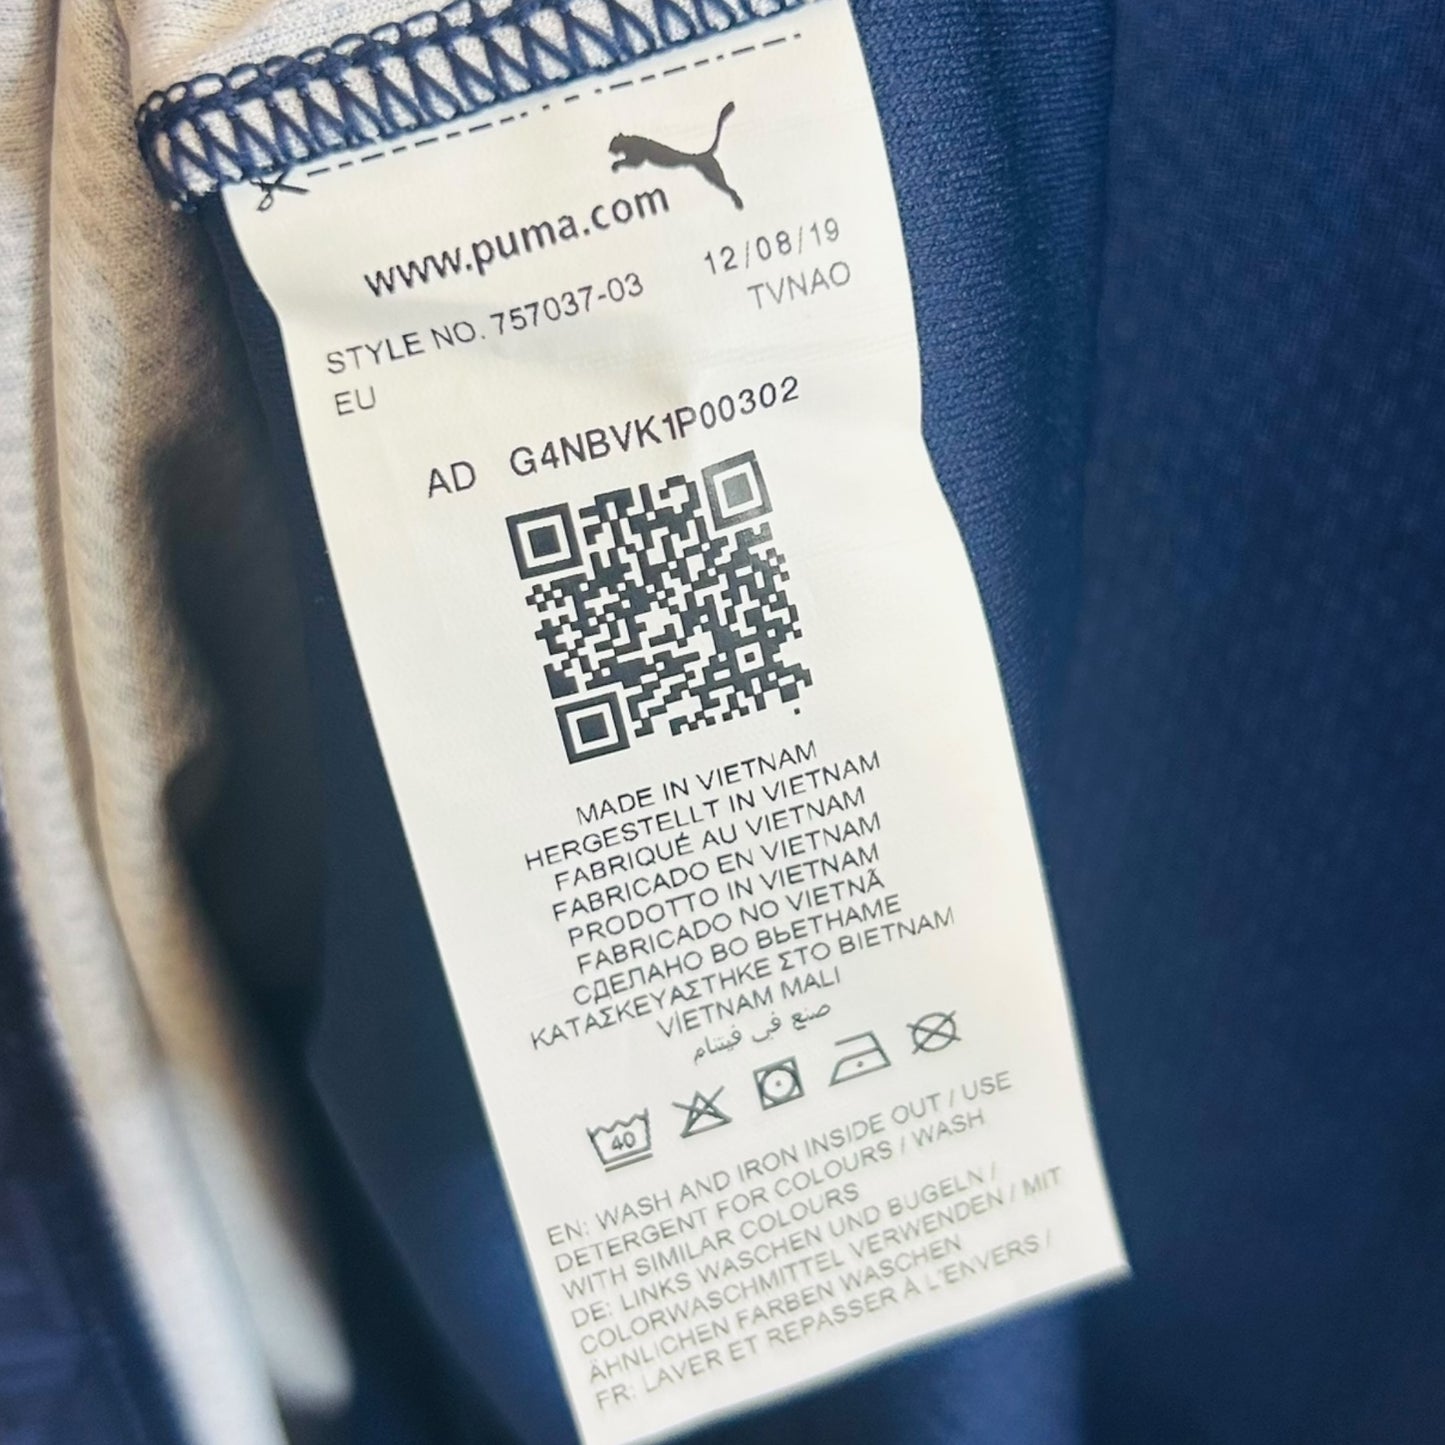 www.puma.com
STYLE NO. 757037-03 12/08/19
EU TVNAO
AD G4NBVK1P00302
MADE IN VIETNAM
HERGESTELLT IN VIETNAM
FABRIQUÉ AU VIETNAM
FABRICADO EN VIETNAM
PRODOTTO IN VIETNAM
FABRICADO NO VIETNÃ
СДЕЛАНО ВО ВЬЕТНАМЕ
ΚΑΤΑΣΚΕΥΑΣΤΗΚΕ ΣΤΟ ΒΙΕΤΝΑΜ
VİETNAM MALI
صنع في فيتنام
40
EN: WASH AND IRON INSIDE OUT / USE
DETERGENT FOR COLOURS / WASH
WITH SIMILAR COLOURS
DE: LINKS WASCHEN UND BUGELN /
COLORWASCHMITTEL VERWENDEN / MIT
ÄHNLICHEN FARBEN WASCHEN
FR: LAVER ET REPASSER À L'ENVERS /